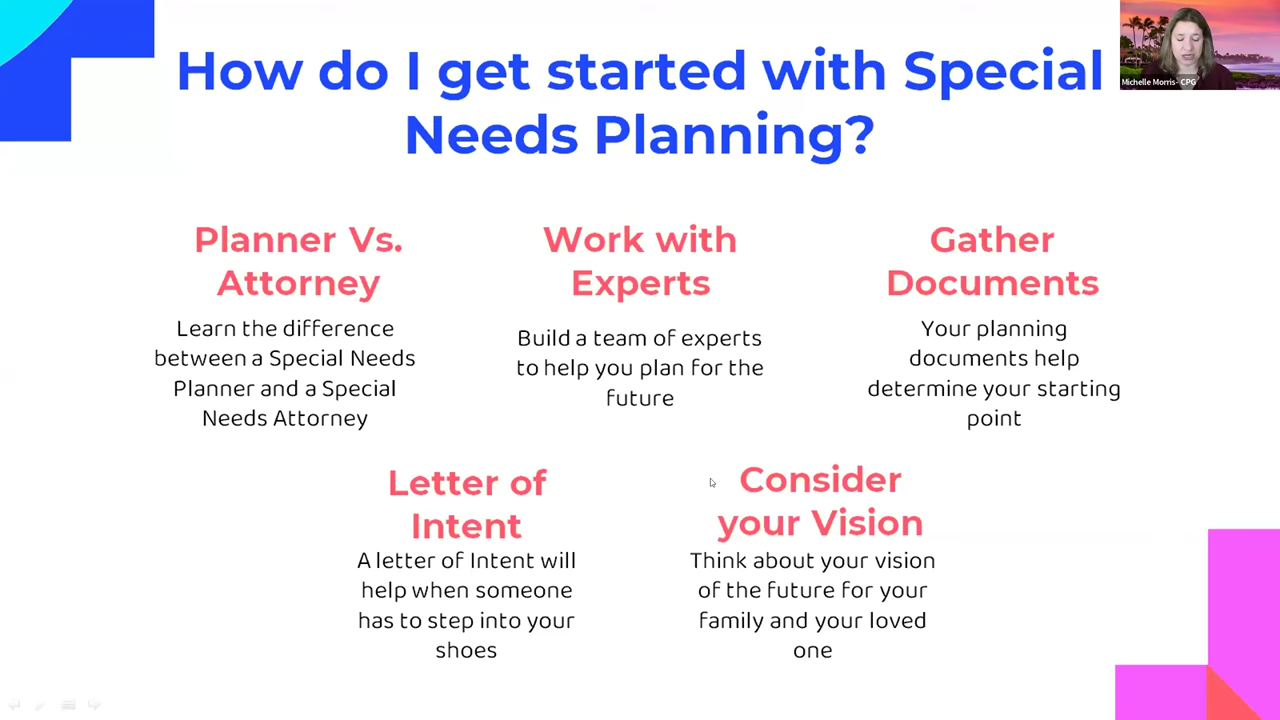 How do I get started with Special
Needs Planning?
Michelle Morris- CPG
Planner Vs.
Attorney
Learn the difference
between a Special Needs
Planner and a Special
Needs Attorney
Work with
Experts
Build a team of experts
to help you plan for the
future
Gather
Documents
Your planning
documents help
determine your starting
point
Letter of
Intent
A letter of Intent will
help when someone
has to step into your
shoes
Consider
your Vision
Think about your vision
of the future for your
family and your loved
one